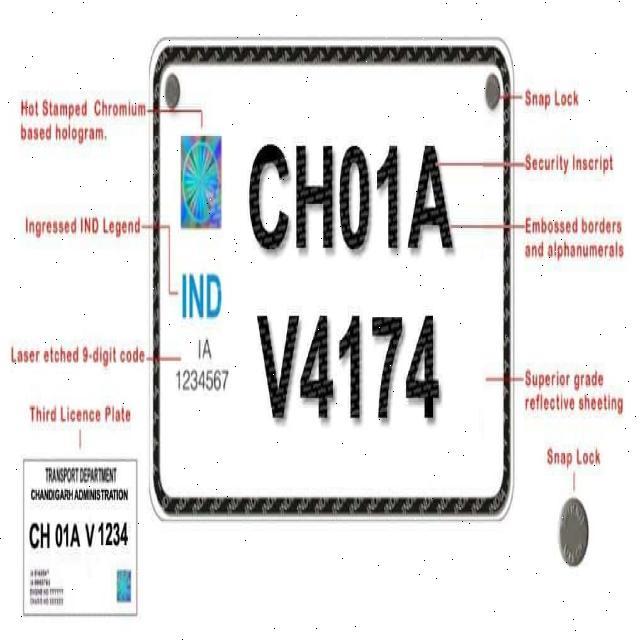 Hot Stamped Chromium
based hologram.
Snap Lock
CH01A
Security Inscript
Ingressed IND Legend
Embossed borders
and alphanumerals
IND
V4174
Laser etched 9-digit code
IA
1234567
Superior grade
reflective sheeting
Third Licence Plate
Snap Lock
TRANSPORT DEPARTMENT
CHANDIGARH ADMINISTRATION
CH 01A V 1234